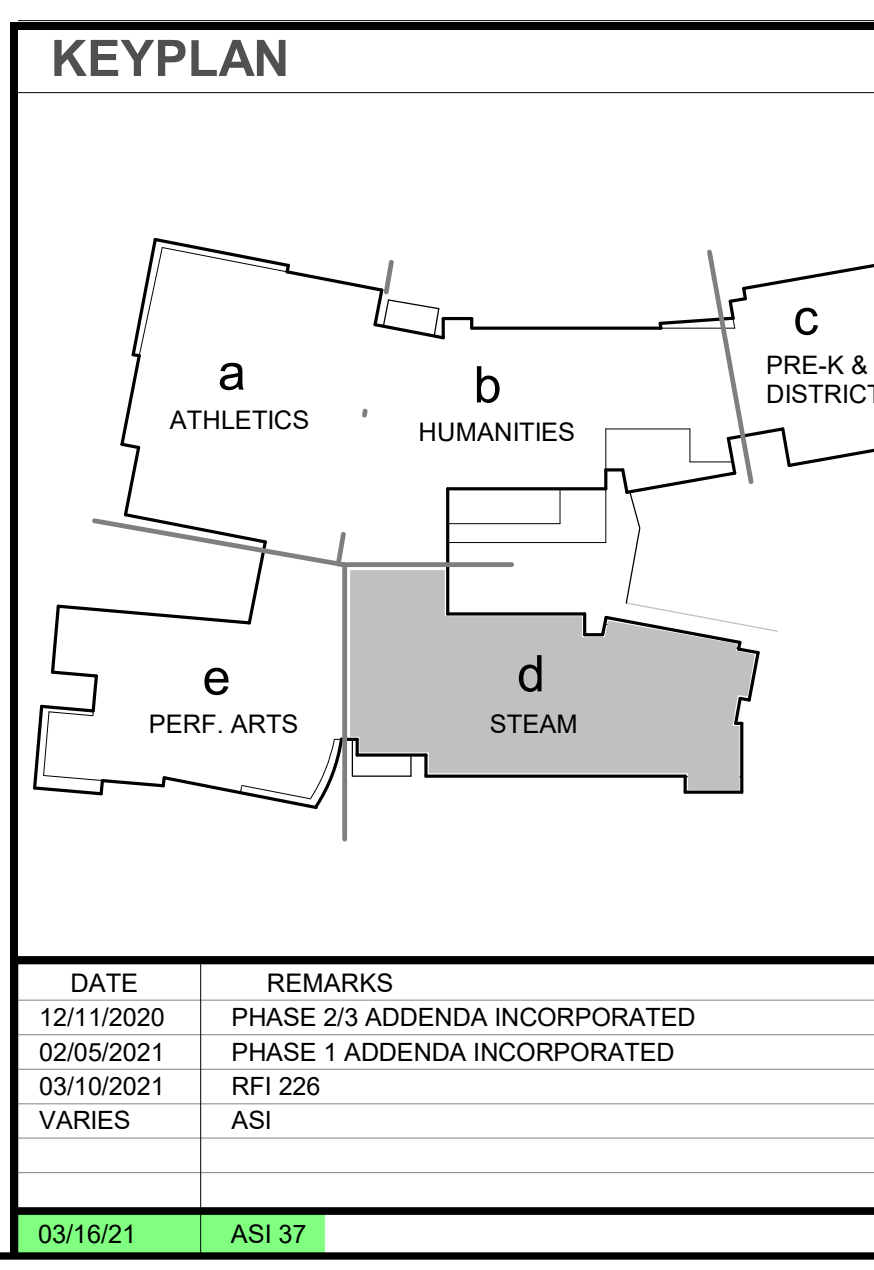 KEYPLAN
a
ATHLETICS
b
HUMANITIES
c
PRE-K &
DISTRICT
d
STEAM
e
PERF. ARTS
DATE REMARKS
12/11/2020 PHASE 2/3 ADDENDA INCORPORATED
02/05/2021 PHASE 1 ADDENDA INCORPORATED
03/10/2021 RFI 226
VARIES ASI
03/16/21 ASI 37